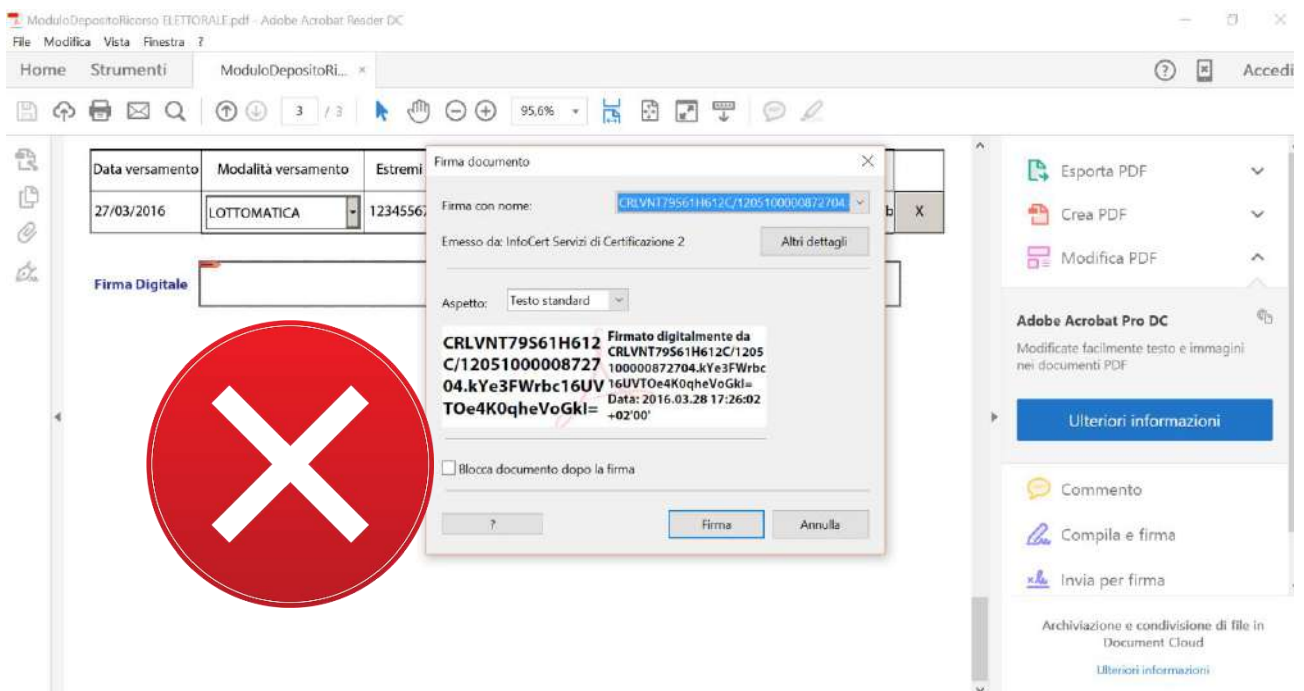 ModuloDepositoRicorso ELETTORALE.pdf - Adobe Acrobat Reader DC
File Modifica Vista Finestra ?
Home Strumenti ModuloDepositoRi... × Accedi
3 / 3 95,6%
Data versamento Modalità versamento Estremi
27/03/2016 LOTTOMATICA 12345567 b X
Firma Digitale
Firma documento
Firma con nome: CRLVNT79S61H612C/1205100000872704.
Emesso da: InfoCert Servizi di Certificazione 2 Altri dettagli
Aspetto: Testo standard
CRLVNT79S61H612
C/12051000008727
04.kYe3FWrbc16UV
TOe4K0qheVoGkI=
Firmato digitalmente da
CRLVNT79S61H612C/1205
100000872704.kYe3FWrbc
16UVTOe4K0qheVoGkI=
Data: 2016.03.28 17:26:02
+02'00'
Blocca documento dopo la firma
? Firma Annulla
Esporta PDF
Crea PDF
Modifica PDF
Adobe Acrobat Pro DC
Modificate facilmente testo e immagini
nei documenti PDF
Ulteriori informazioni
Commento
Compila e firma
Invia per firma
Archiviazione e condivisione di file in
Document Cloud
Ulteriori informazioni